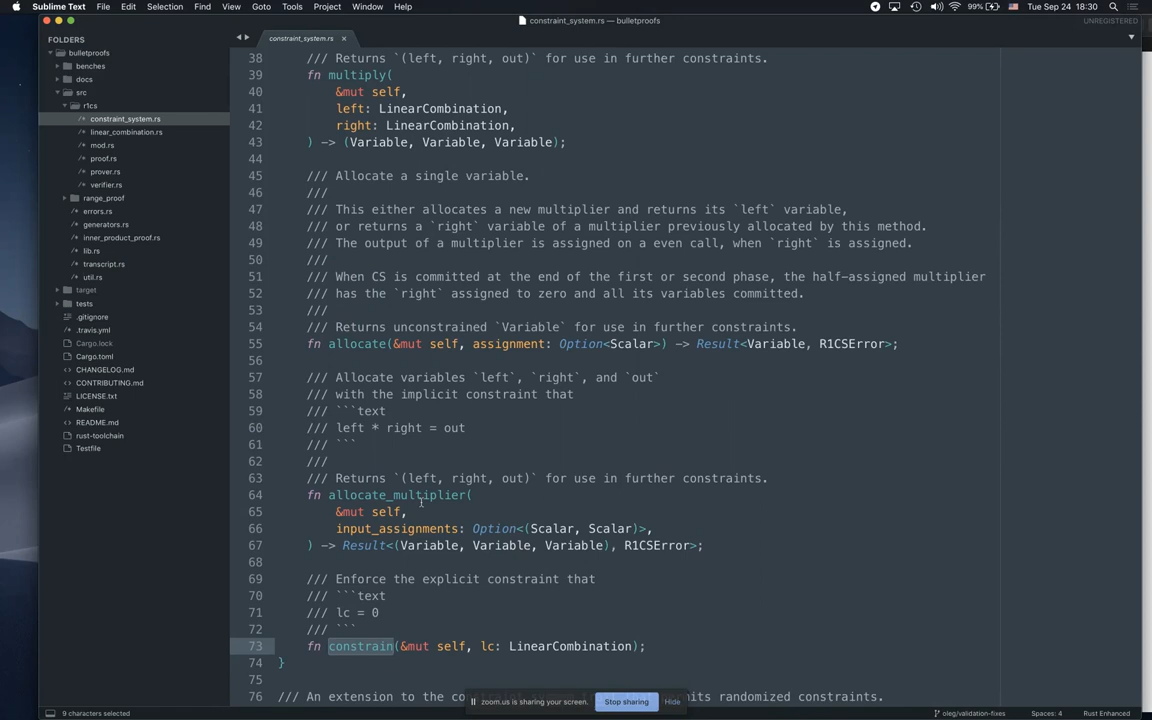 Sublime Text File Edit Selection Find View Goto Tools Project Window Help 99% Tue Sep 24 18:30
constraint_system.rs — bulletproofs UNREGISTERED
FOLDERS
bulletproofs
benches
docs
src
r1cs
constraint_system.rs
linear_combination.rs
mod.rs
proof.rs
prover.rs
verifier.rs
range_proof
errors.rs
generators.rs
inner_product_proof.rs
lib.rs
transcript.rs
util.rs
target
tests
.gitignore
.travis.yml
Cargo.lock
Cargo.toml
CHANGELOG.md
CONTRIBUTING.md
LICENSE.txt
Makefile
README.md
rust-toolchain
Testfile
constraint_system.rs ×
38 /// Returns `(left, right, out)` for use in further constraints.
39 fn multiply(
40 &mut self,
41 left: LinearCombination,
42 right: LinearCombination,
43 ) -> (Variable, Variable, Variable);
44
45 /// Allocate a single variable.
46 ///
47 /// This either allocates a new multiplier and returns its `left` variable,
48 /// or returns a `right` variable of a multiplier previously allocated by this method.
49 /// The output of a multiplier is assigned on a even call, when `right` is assigned.
50 ///
51 /// When CS is committed at the end of the first or second phase, the half-assigned multiplier
52 /// has the `right` assigned to zero and all its variables committed.
53 ///
54 /// Returns unconstrained `Variable` for use in further constraints.
55 fn allocate(&mut self, assignment: Option<Scalar>) -> Result<Variable, R1CSError>;
56
57 /// Allocate variables `left`, `right`, and `out`
58 /// with the implicit constraint that
59 /// ```text
60 /// left * right = out
61 /// ```
62 ///
63 /// Returns `(left, right, out)` for use in further constraints.
64 fn allocate_multiplier(
65 &mut self,
66 input_assignments: Option<(Scalar, Scalar)>,
67 ) -> Result<(Variable, Variable, Variable), R1CSError>;
68
69 /// Enforce the explicit constraint that
70 /// ```text
71 /// lc = 0
72 /// ```
73 fn constrain(&mut self, lc: LinearCombination);
74 }
75
76 /// An extension to the constraint system trait that permits randomized constraints.
zoom.us is sharing your screen. Stop sharing Hide
9 characters selected oleg/validation-fixes Spaces: 4 Rust Enhanced